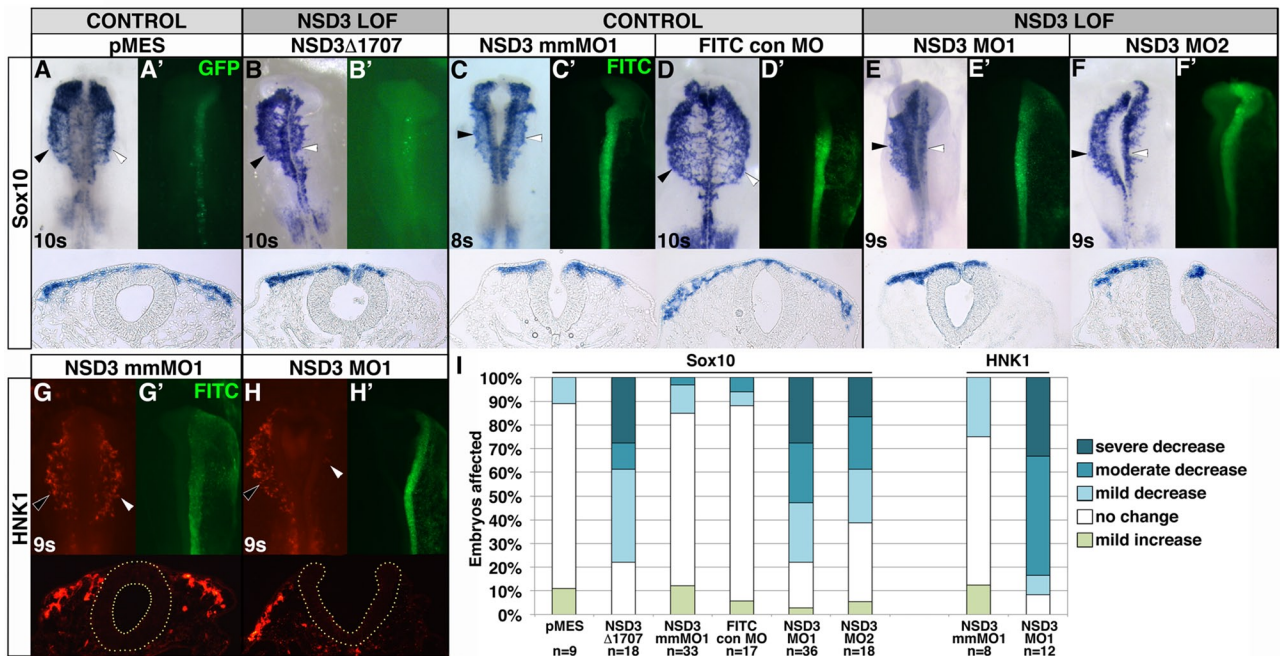 CONTROL NSD3 LOF CONTROL NSD3 LOF
pMES NSD3Δ1707 NSD3 mmMO1 FITC con MO NSD3 MO1 NSD3 MO2
Sox10
A A’ GFP B B’ C C’ FITC D D’ E E’ F F’
10s 10s 8s 10s 9s 9s
NSD3 mmMO1 NSD3 MO1
HNK1
G G’ FITC H H’
9s 9s
I Sox10 HNK1
Embryos affected
100%
90%
80%
70%
60%
50%
40%
30%
20%
10%
0%
severe decrease
moderate decrease
mild decrease
no change
mild increase
pMES NSD3 NSD3 FITC NSD3 NSD3 NSD3 NSD3
Δ1707 mmMO1 con MO MO1 MO2 mmMO1 MO1
n=9 n=18 n=33 n=17 n=36 n=18 n=8 n=12